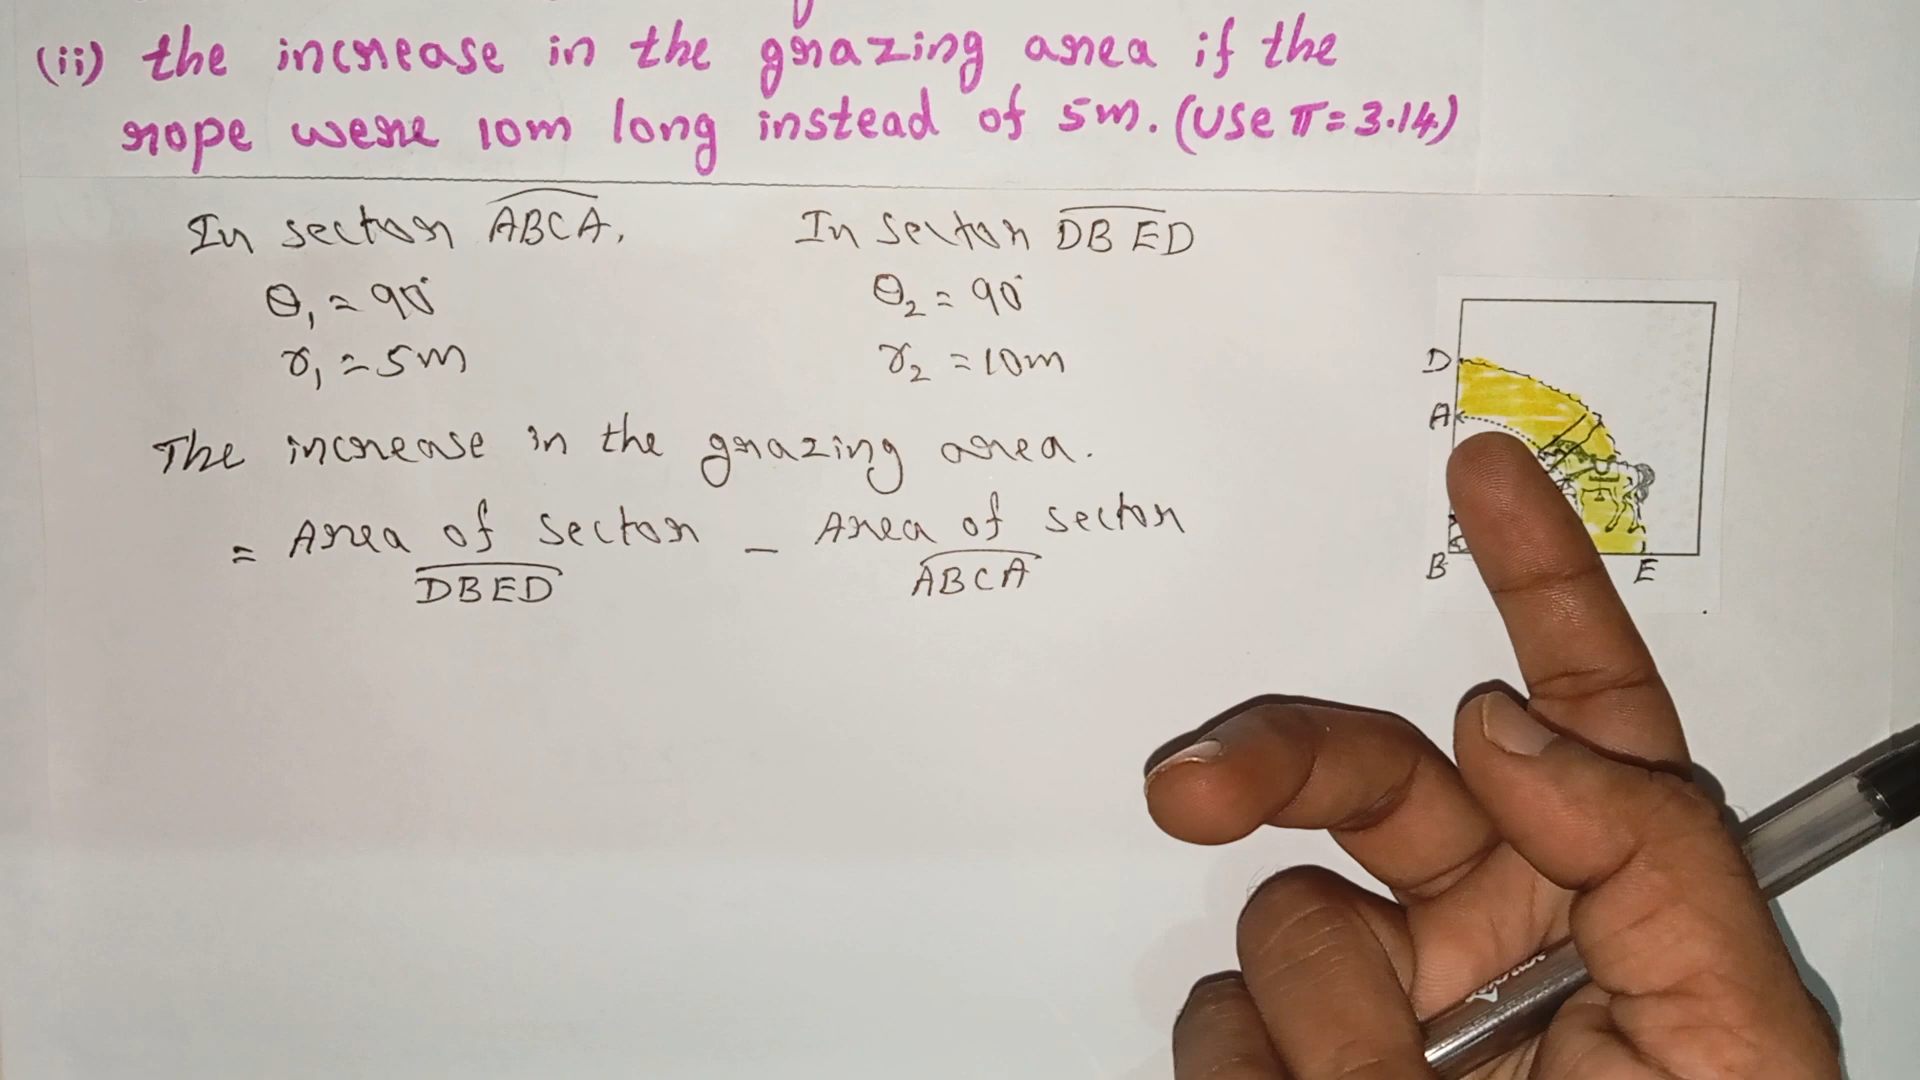 (ii) the increase in the grazing area if the
rope were 10m long instead of 5m. (Use π = 3.14)
In sector ABCA,
θ₁ = 90°
r₁ = 5m
In sector DBED
θ₂ = 90°
r₂ = 10m
The increase in the grazing area.
= Area of sector DBED - Area of sector ABCA
D
A
B
E